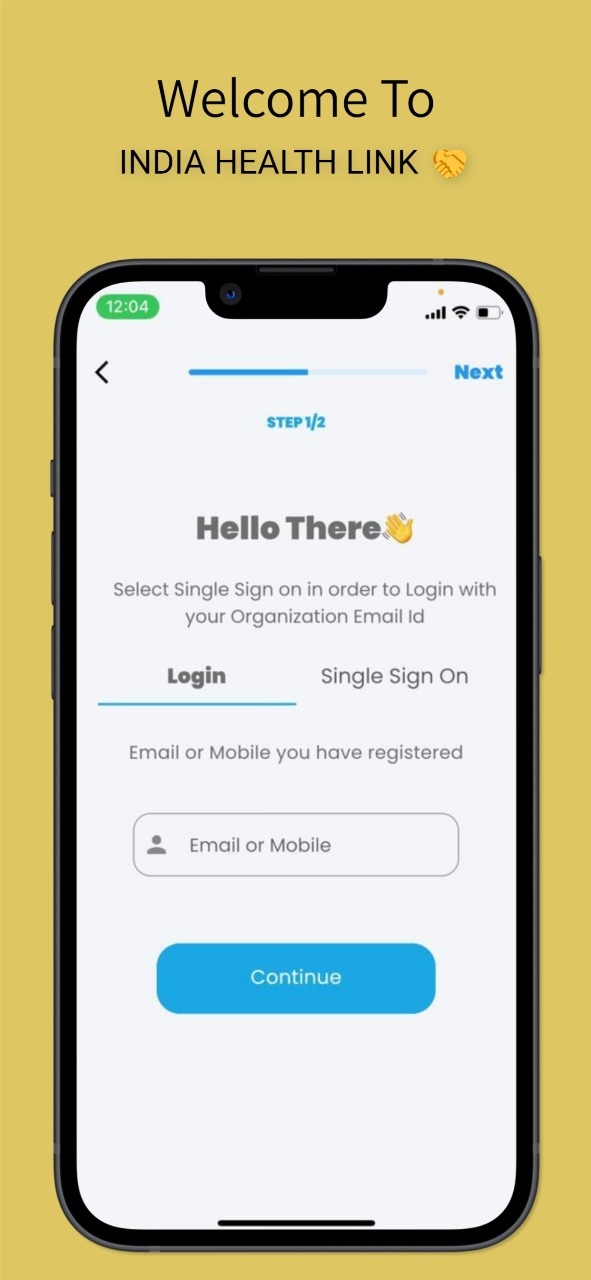 Welcome To
INDIA HEALTH LINK 🤝
12:04
Next
STEP 1/2
Hello There👋
Select Single Sign on in order to Login with
your Organization Email Id
Login Single Sign On
Email or Mobile you have registered
Email or Mobile
Continue